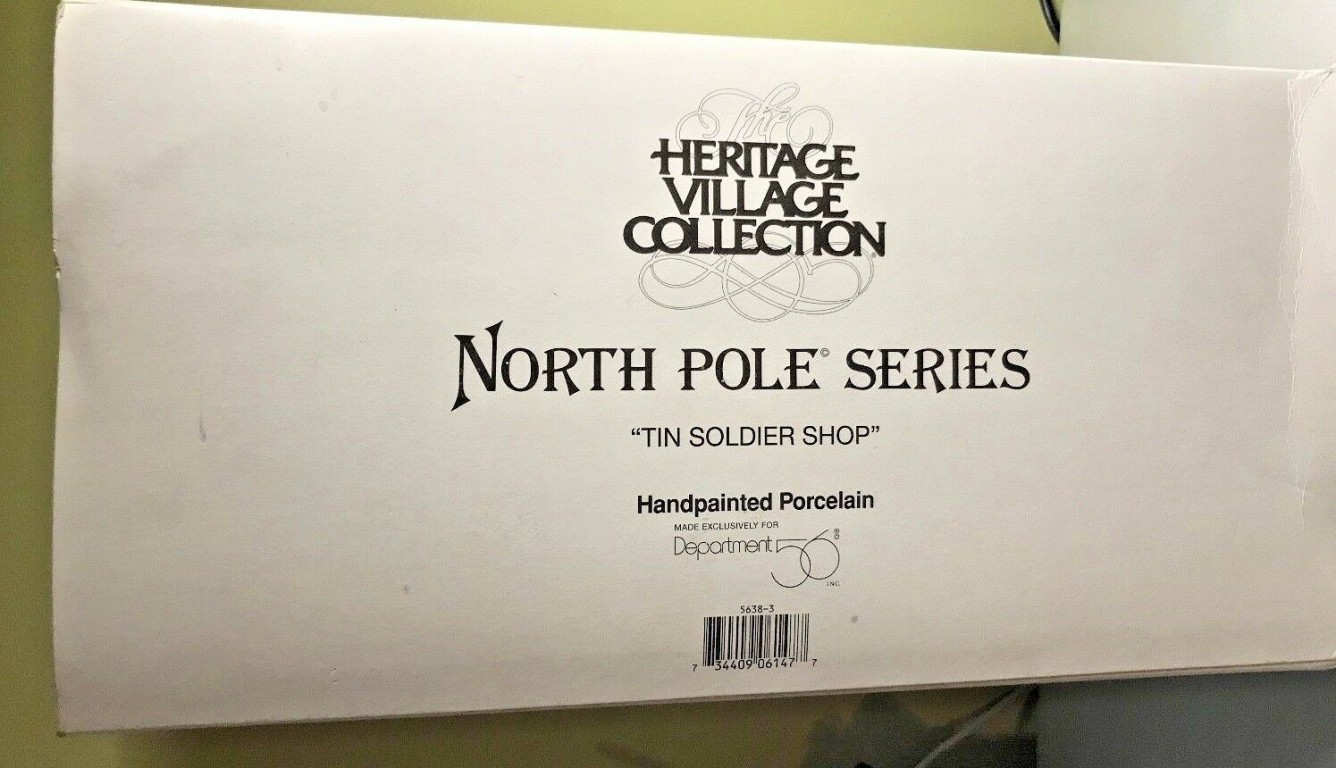 The
HERITAGE
VILLAGE
COLLECTION®
NORTH POLE© SERIES
“TIN SOLDIER SHOP”
Handpainted Porcelain
MADE EXCLUSIVELY FOR
Department 56®
INC.
5638-3
7 34409 06147 7